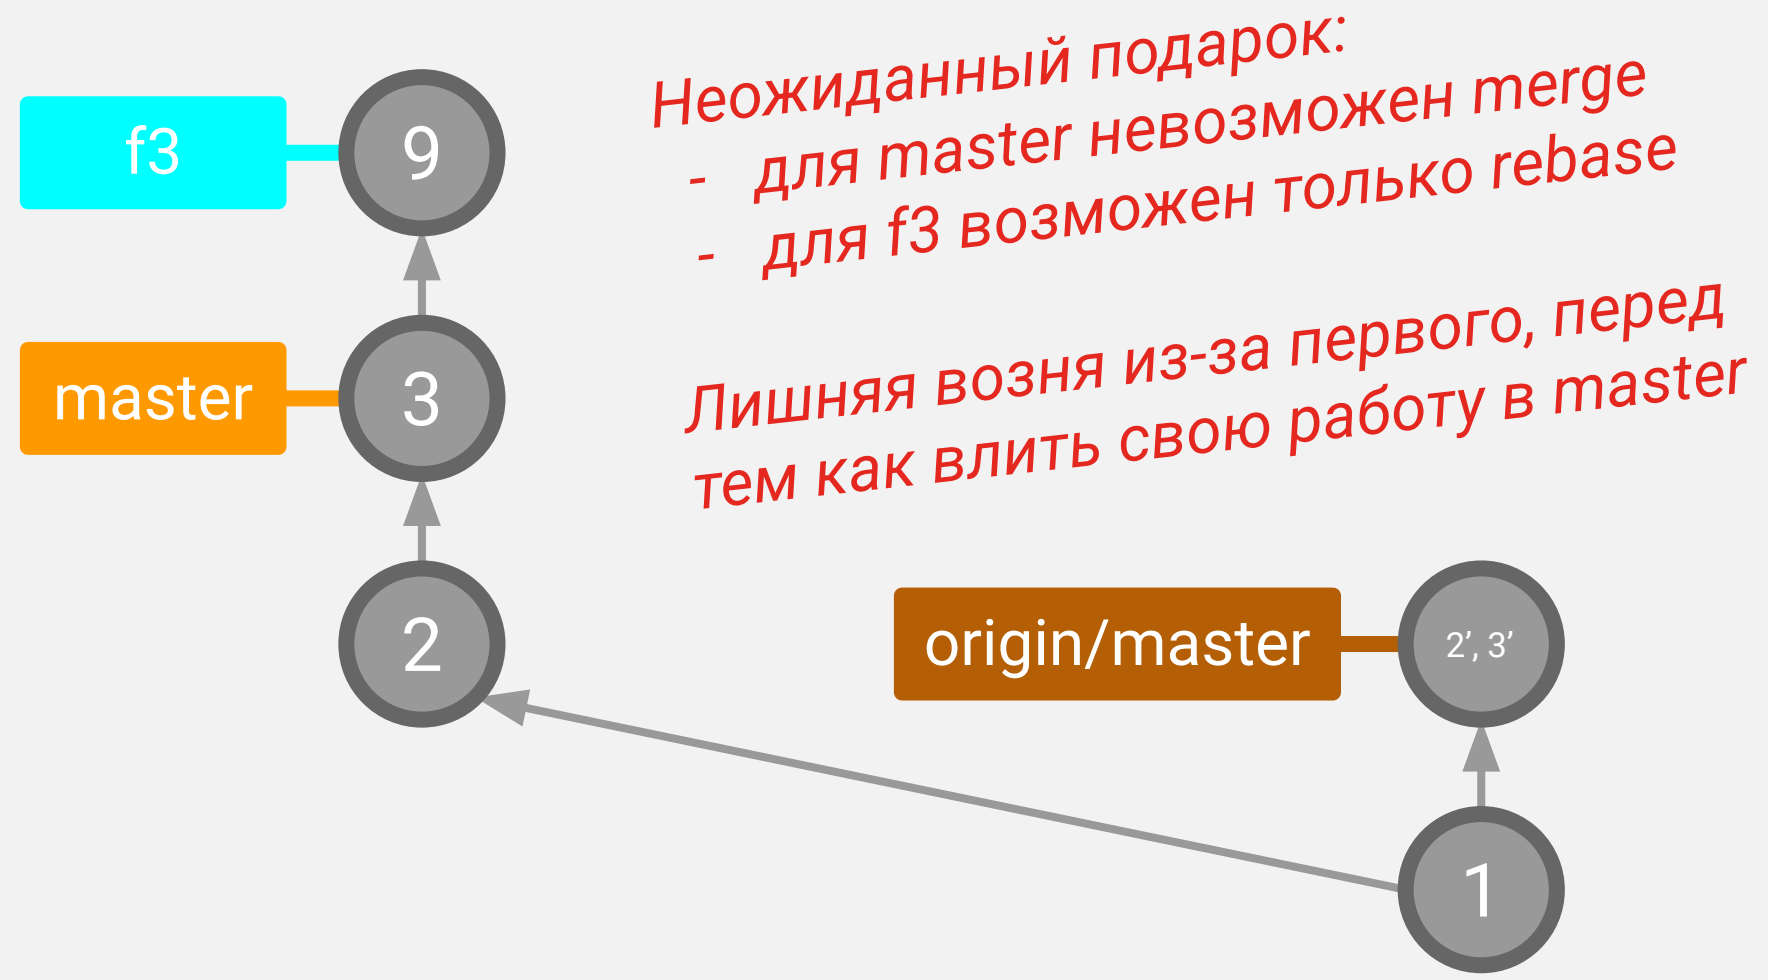 Неожиданный подарок:
- для master невозможен merge
- для f3 возможен только rebase
Лишняя возня из-за первого, перед
тем как влить свою работу в master
f3
9
master
3
2
origin/master
2’, 3’
1